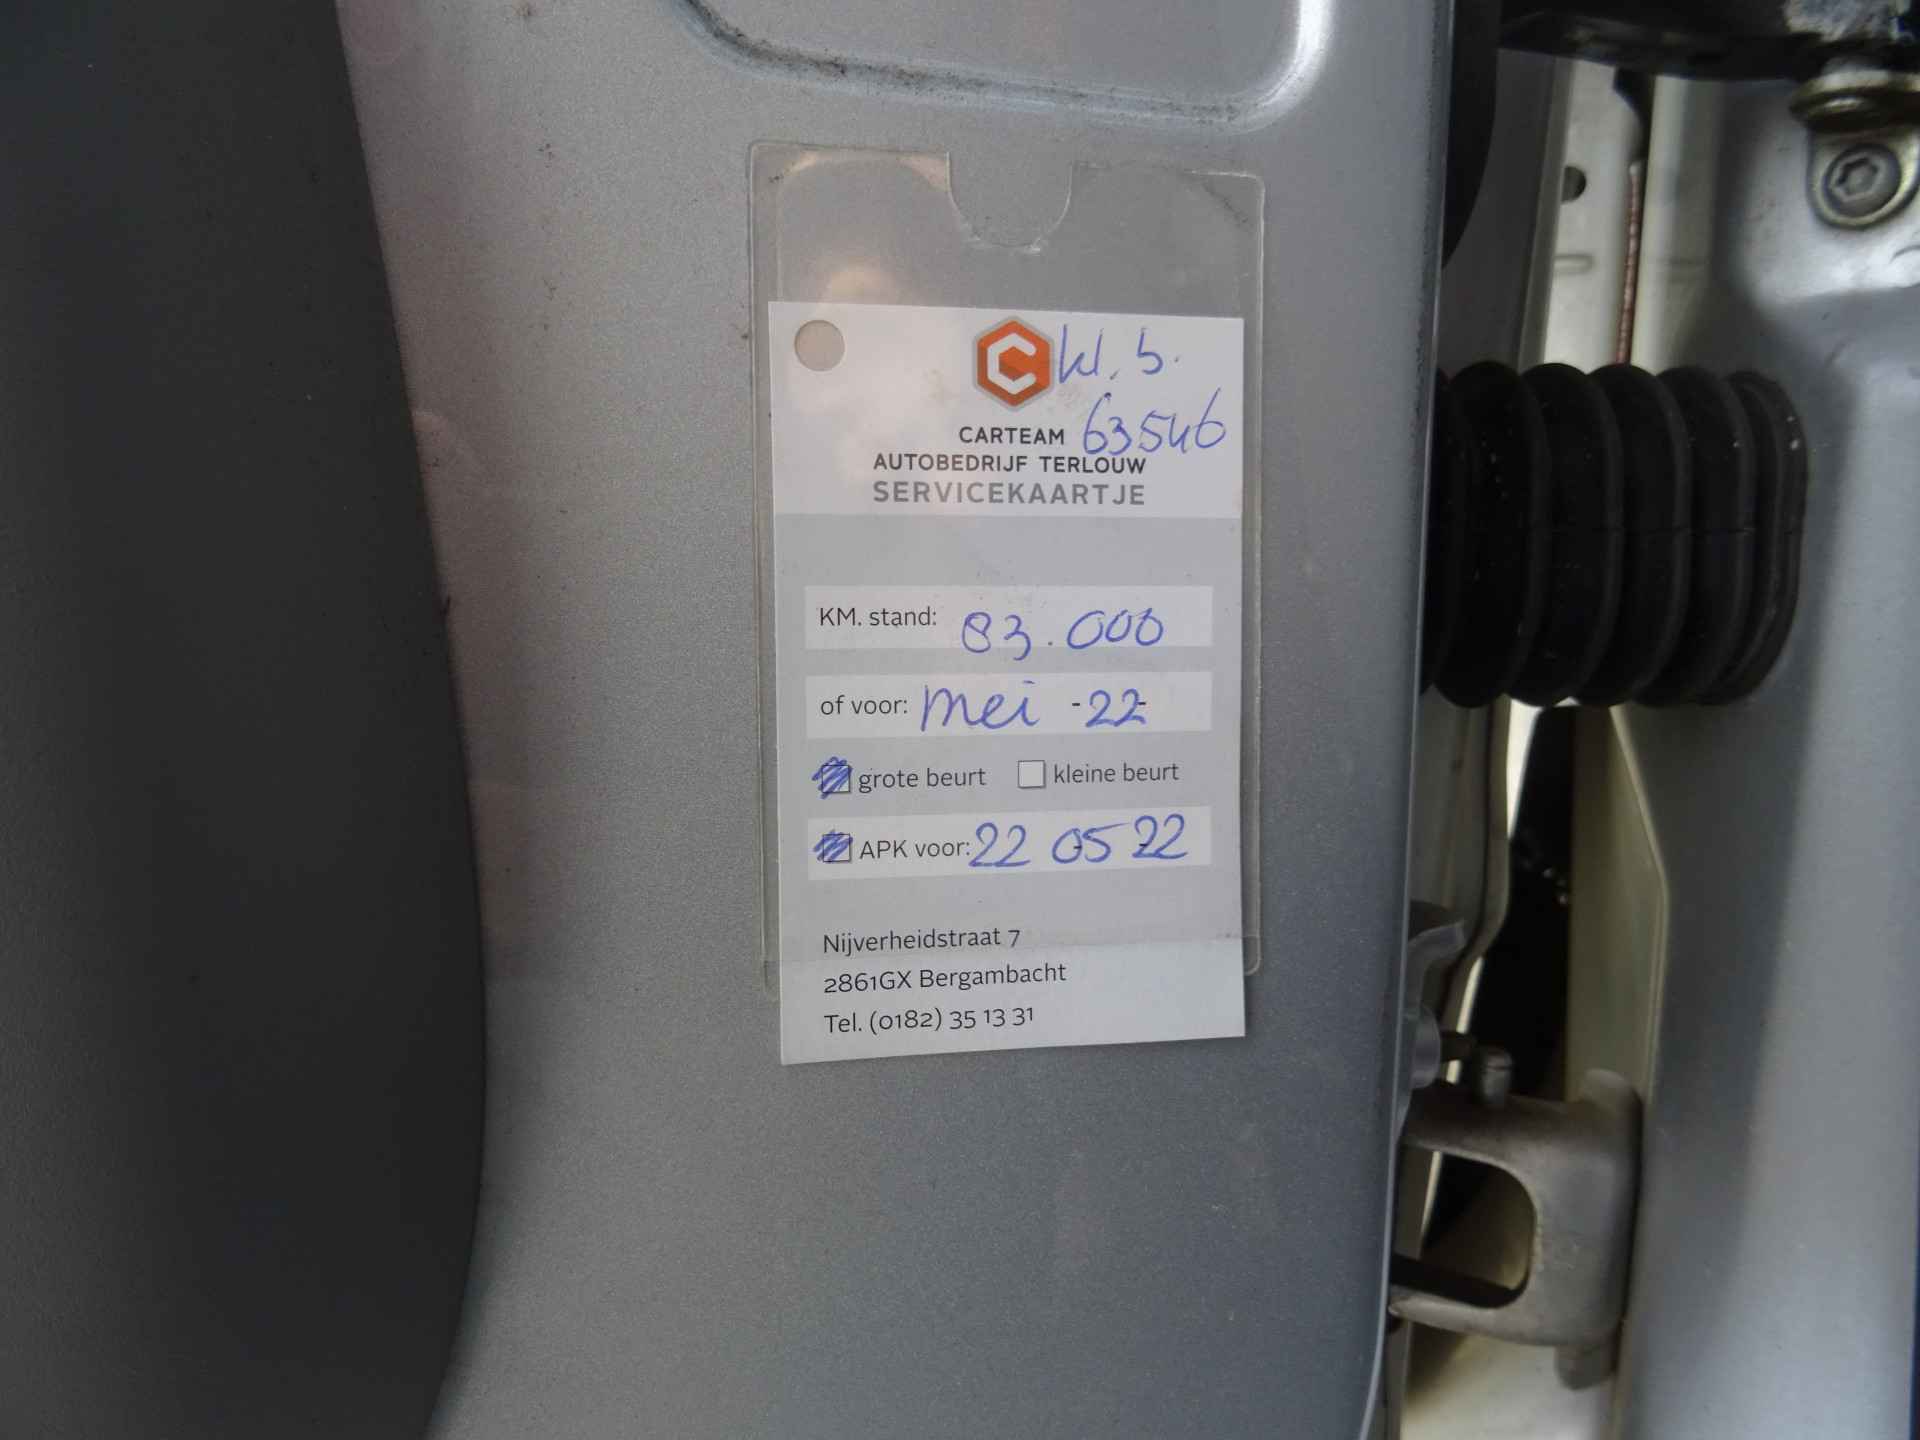 kl. b.
63546
CARTEAM
AUTOBEDRIJF TERLOUW
SERVICEKAARTJE
KM. stand: 83.000
of voor: mei -22-
grote beurt kleine beurt
APK voor: 22-05-22
Nijverheidstraat 7
2861GX Bergambacht
Tel. (0182) 35 13 31